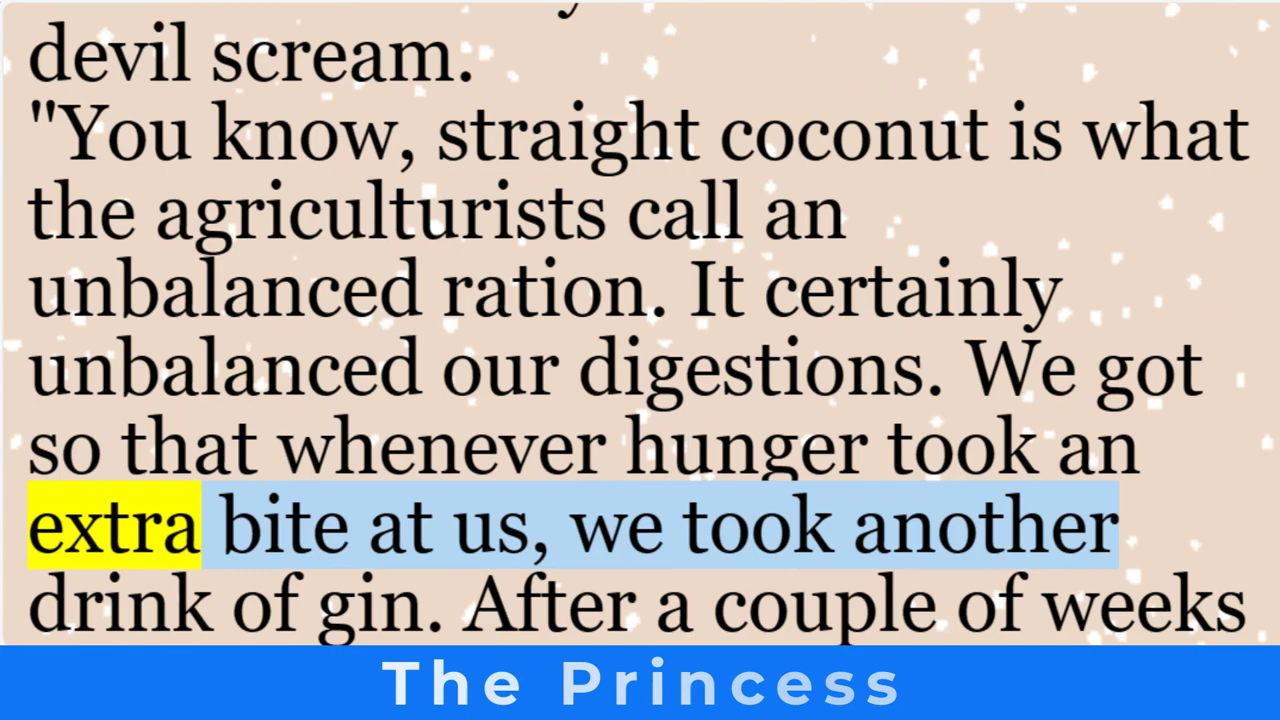 devil scream.
"You know, straight coconut is what
the agriculturists call an
unbalanced ration. It certainly
unbalanced our digestions. We got
so that whenever hunger took an
extra bite at us, we took another
drink of gin. After a couple of weeks
The Princess